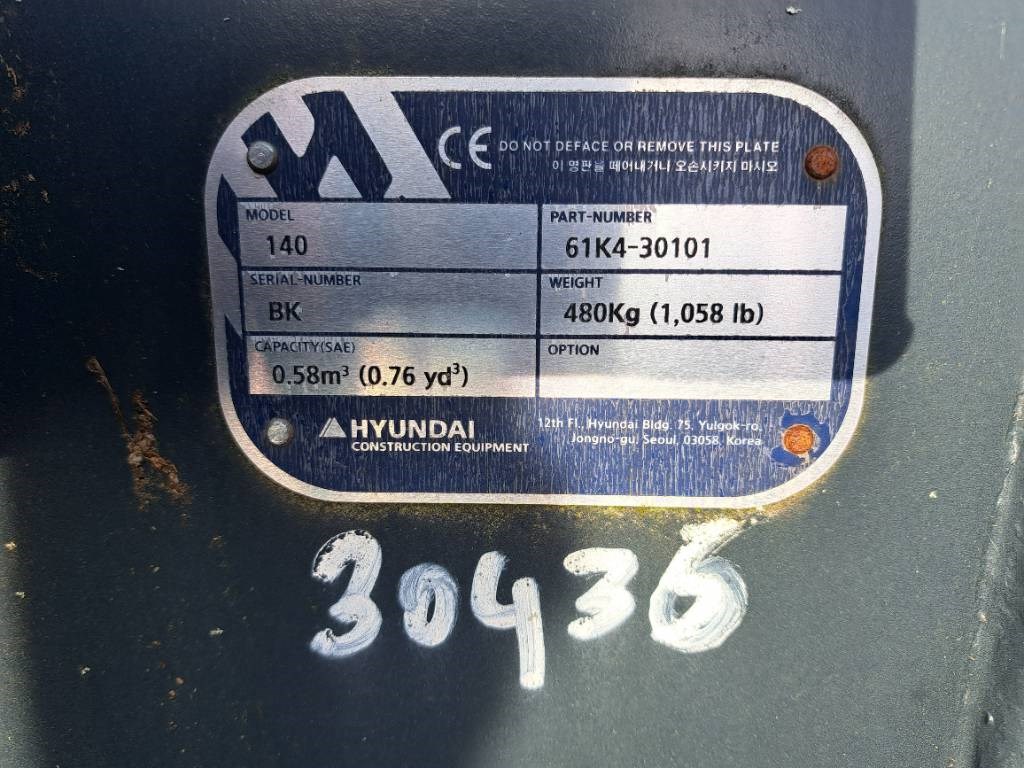 CE DO NOT DEFACE OR REMOVE THIS PLATE
이 명판을 떼어내거나 오손시키지 마시오
MODEL
140
PART-NUMBER
61K4-30101
SERIAL-NUMBER
BK
WEIGHT
480Kg (1,058 lb)
CAPACITY(SAE)
0.58m³ (0.76 yd³)
OPTION
HYUNDAI
CONSTRUCTION EQUIPMENT
12th Fl., Hyundai Bldg. 75, Yulgok-ro,
Jongno-gu, Seoul, 03058, Korea
30436